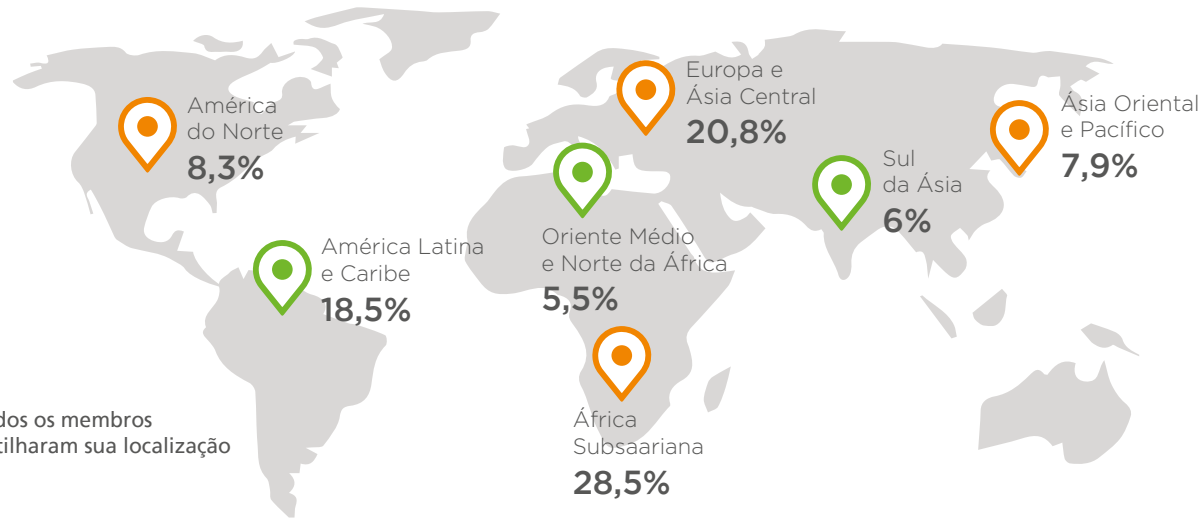 América
do Norte
8,3%
América Latina
e Caribe
18,5%
Europa e
Ásia Central
20,8%
Oriente Médio
e Norte da África
5,5%
África
Subsaariana
28,5%
Sul
da Ásia
6%
Ásia Oriental
e Pacífico
7,9%
os membros
sua localização